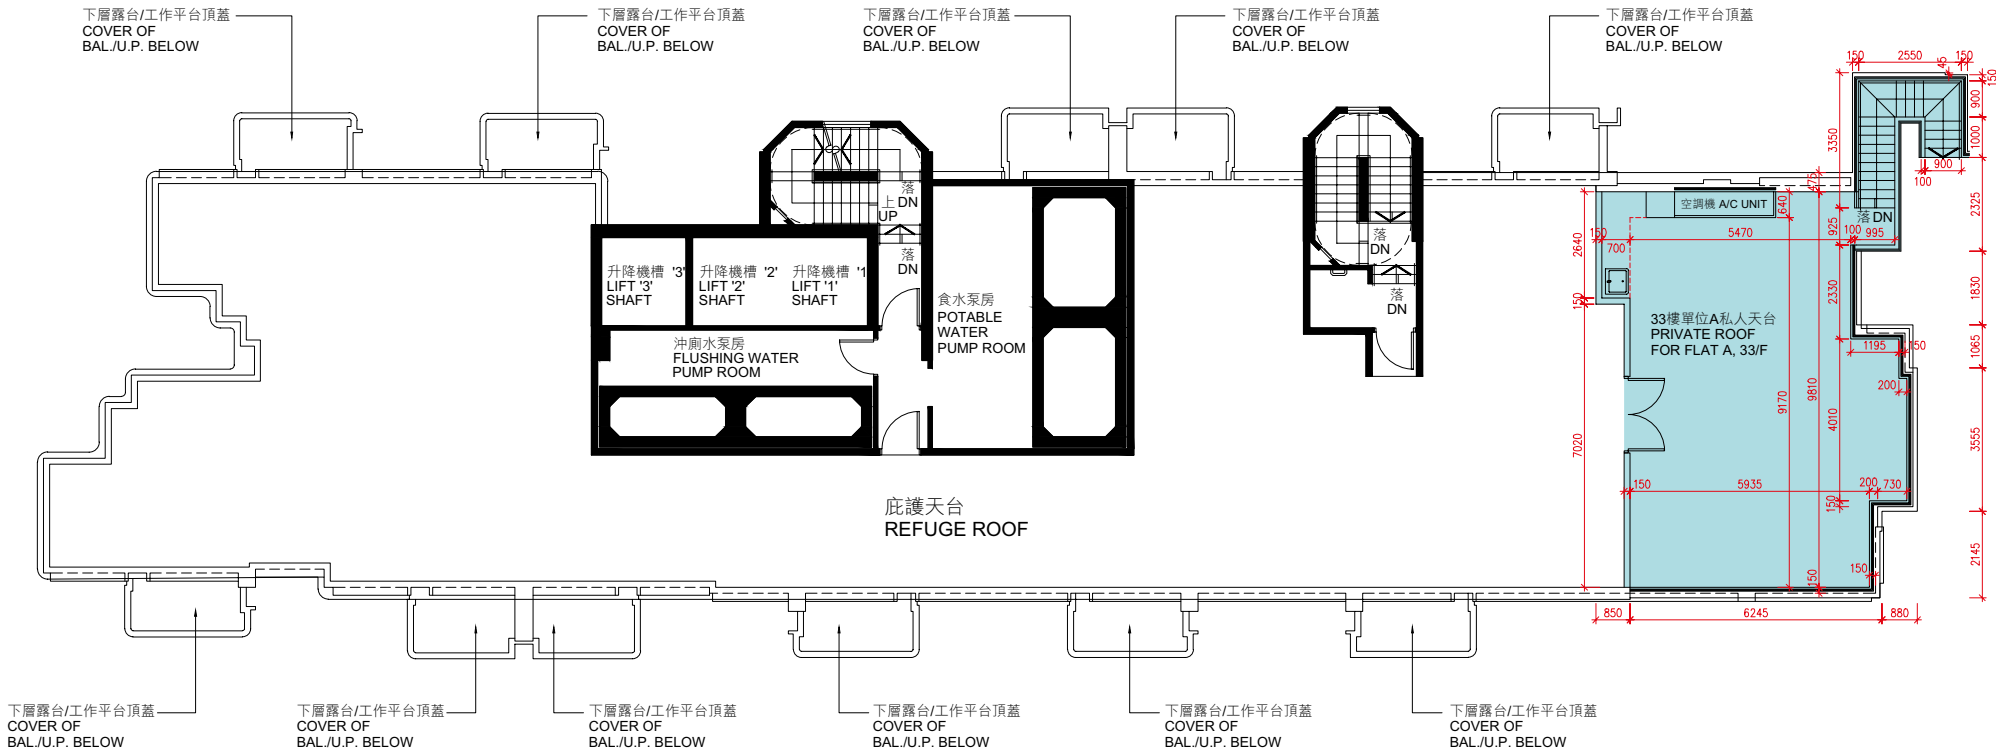 下層露台/工作平台頂蓋
COVER OF
BAL./U.P. BELOW
下層露台/工作平台頂蓋
COVER OF
BAL./U.P. BELOW
下層露台/工作平台頂蓋
COVER OF
BAL./U.P. BELOW
下層露台/工作平台頂蓋
COVER OF
BAL./U.P. BELOW
下層露台/工作平台頂蓋
COVER OF
BAL./U.P. BELOW
150
2550
150
45
150
900
1000
3350
900
100
475
2325
落
DN
上
UP
落
DN
落
DN
落
DN
升降機槽 '3'
LIFT '3'
SHAFT
升降機槽 '2'
LIFT '2'
SHAFT
升降機槽 '1'
LIFT '1'
SHAFT
食水泵房
POTABLE
WATER
PUMP ROOM
沖廁水泵房
FLUSHING WATER
PUMP ROOM
庇護天台
REFUGE ROOF
空調機 A/C UNIT
640
落 DN
925
150
5470
100
995
700
2640
150
2330
1830
33樓單位A私人天台
PRIVATE ROOF
FOR FLAT A, 33/F
1195
150
1065
200
9170
9810
4010
3555
7020
150
5935
200
730
150
150
150
2145
850
6245
880
下層露台/工作平台頂蓋
COVER OF
BAL./U.P. BELOW
下層露台/工作平台頂蓋
COVER OF
BAL./U.P. BELOW
下層露台/工作平台頂蓋
COVER OF
BAL./U.P. BELOW
下層露台/工作平台頂蓋
COVER OF
BAL./U.P. BELOW
下層露台/工作平台頂蓋
COVER OF
BAL./U.P. BELOW
下層露台/工作平台頂蓋
COVER OF
BAL./U.P. BELOW